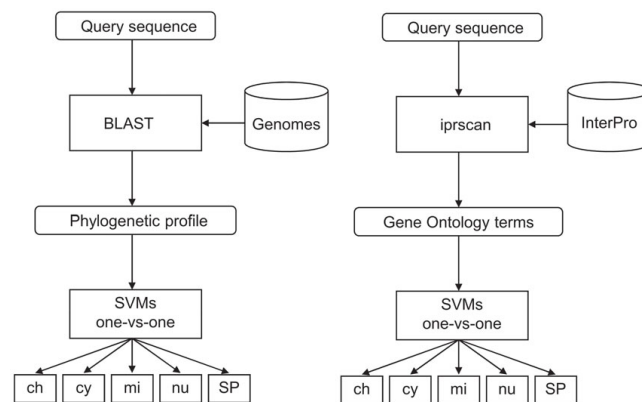 Query sequence
BLAST
Genomes
Phylogenetic profile
SVMs
one-vs-one
ch
cy
mi
nu
SP
Query sequence
iprscan
InterPro
Gene Ontology terms
SVMs
one-vs-one
ch
cy
mi
nu
SP